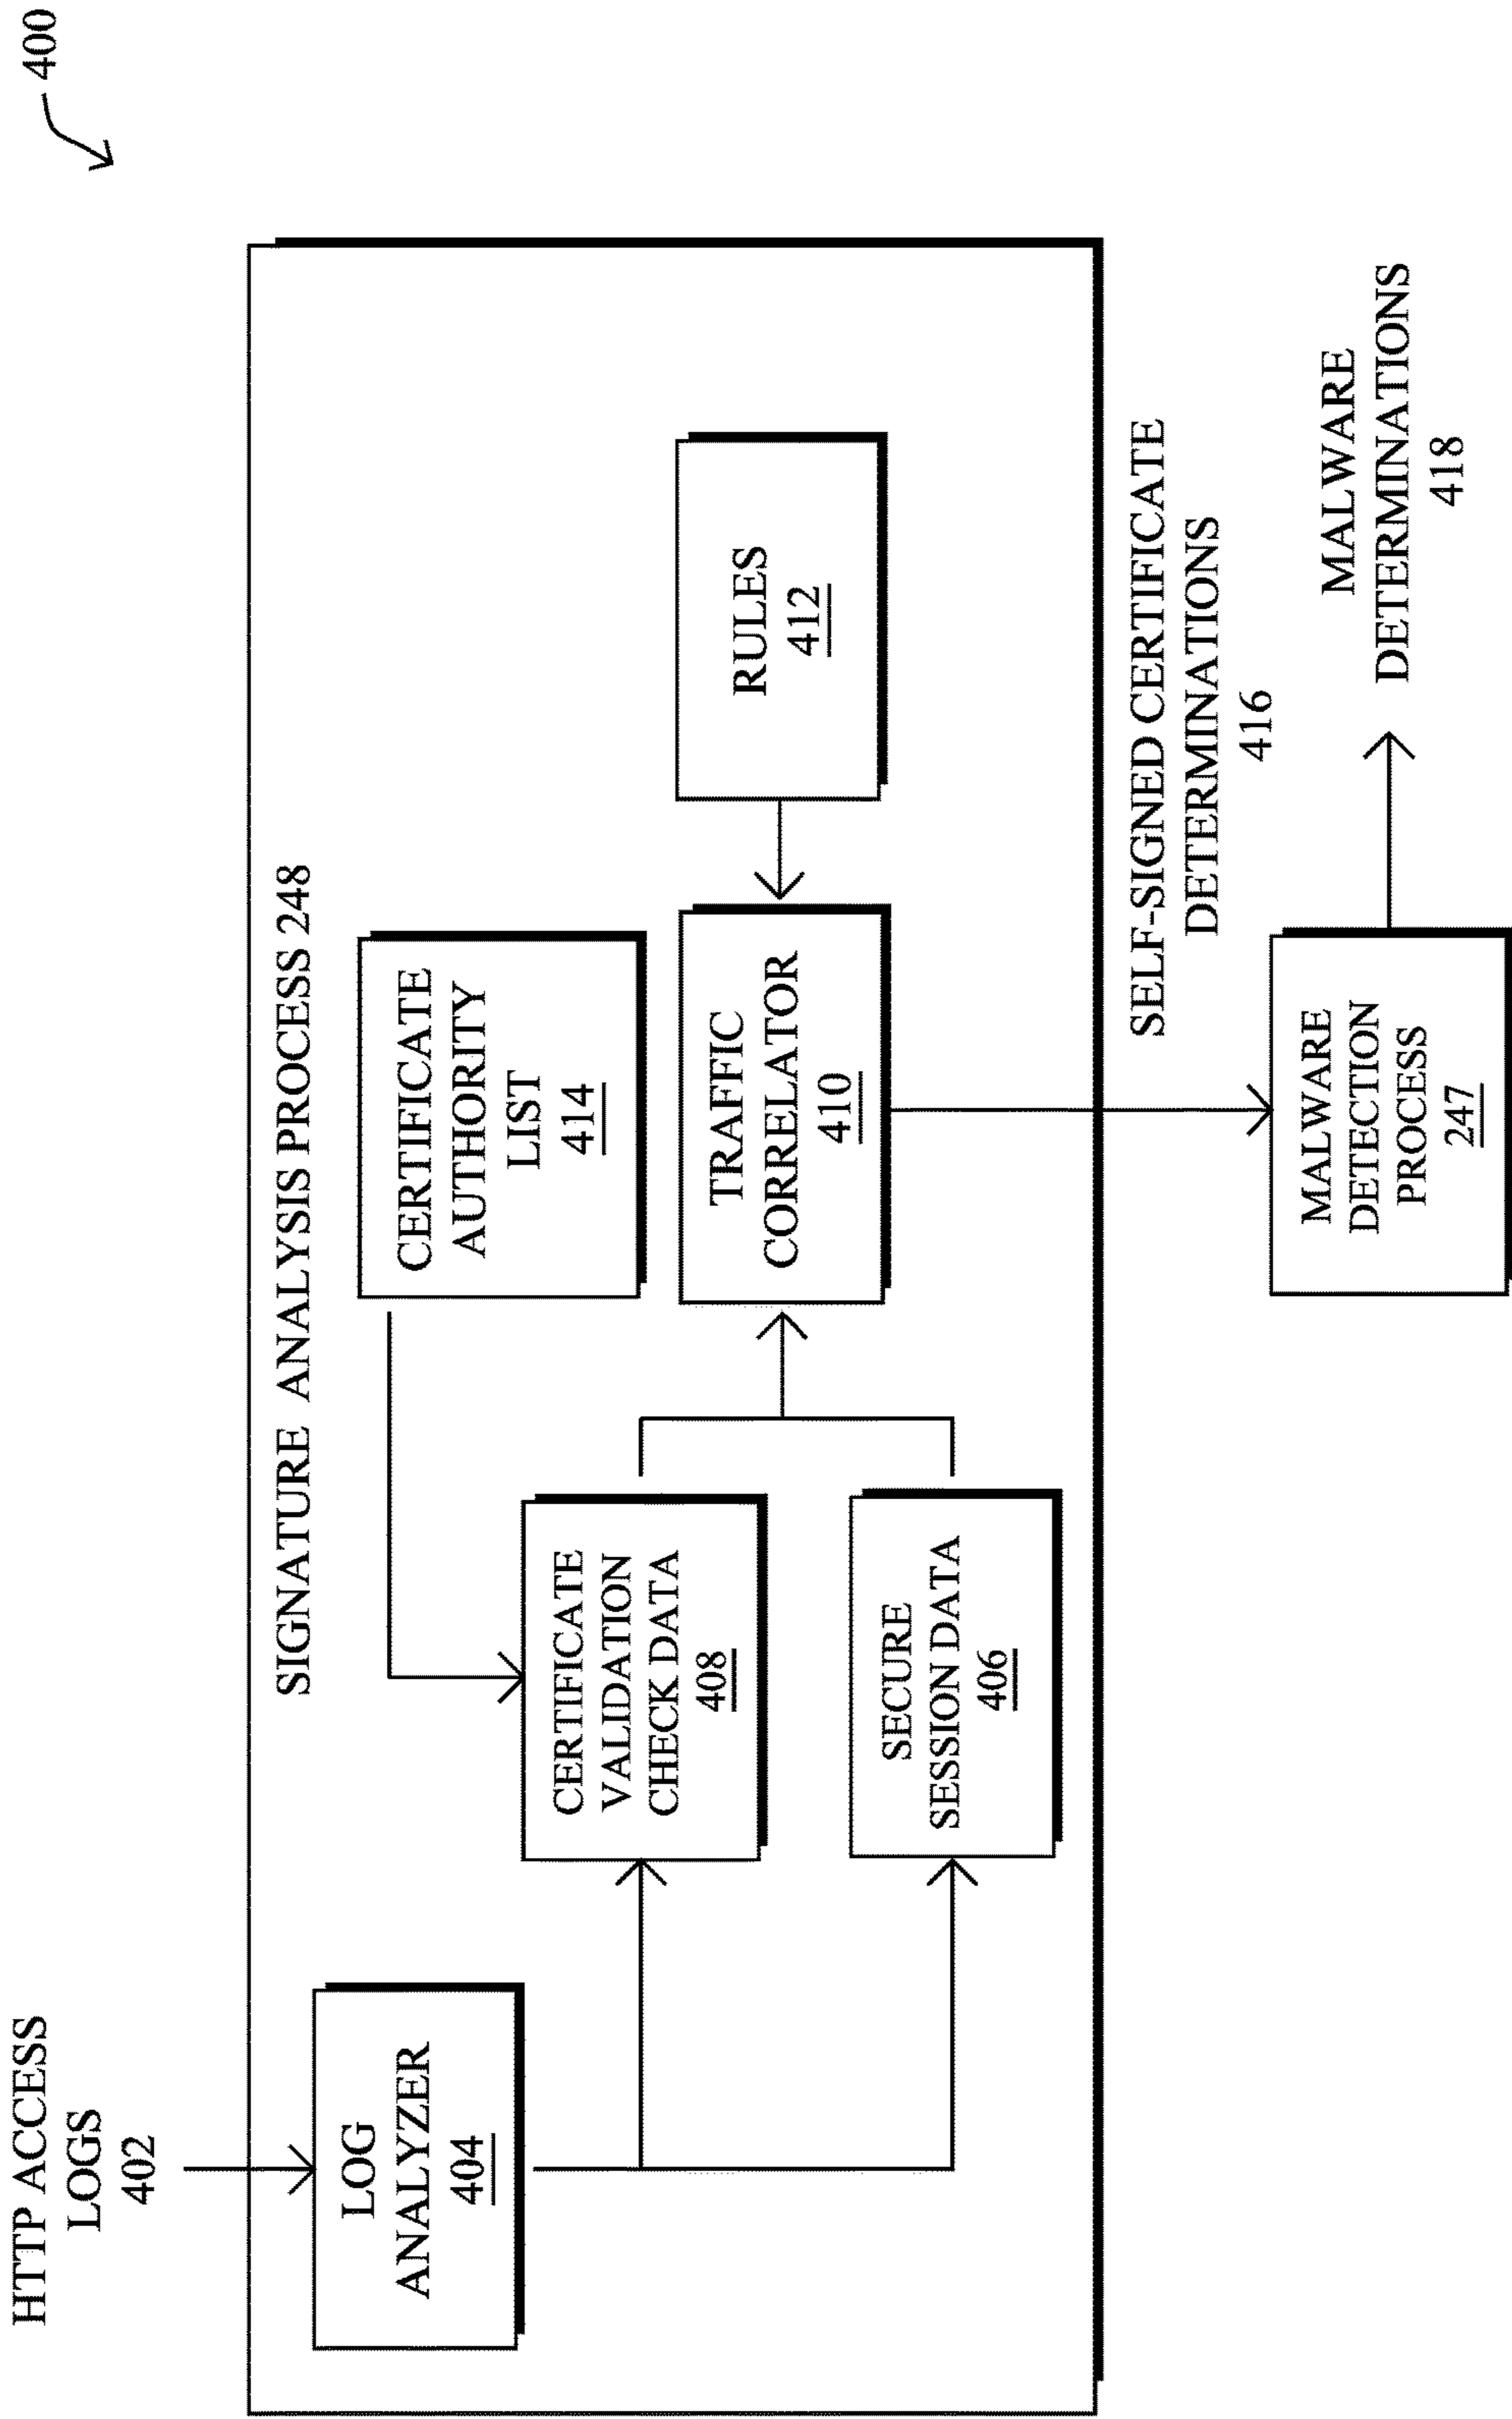 400
HTTP ACCESS
LOGS
402
SIGNATURE ANALYSIS PROCESS 248
LOG
ANALYZER
404
CERTIFICATE
AUTHORITY
LIST
414
CERTIFICATE
VALIDATION
CHECK DATA
408
TRAFFIC
CORRELATOR
410
RULES
412
SECURE
SESSION DATA
406
SELF-SIGNED CERTIFICATE
DETERMINATIONS
416
MALWARE
DETECTION
PROCESS
247
MALWARE
DETERMINATIONS
418